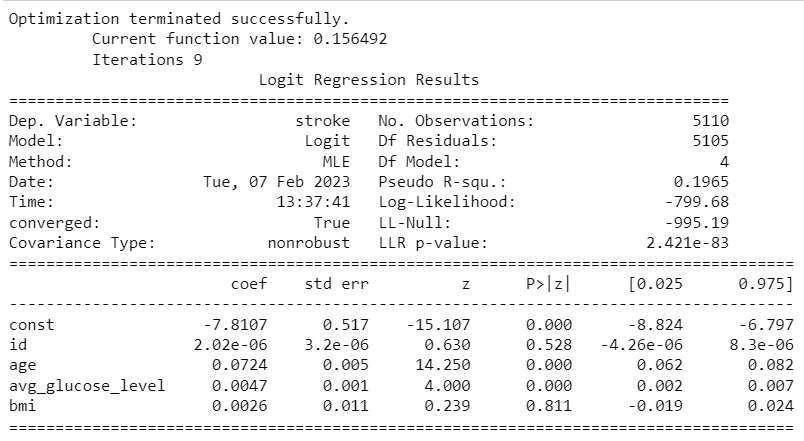 Optimization terminated successfully.
         Current function value: 0.156492
         Iterations 9
                           Logit Regression Results
==============================================================================
Dep. Variable:                 stroke   No. Observations:                 5110
Model:                          Logit   Df Residuals:                     5105
Method:                           MLE   Df Model:                            4
Date:                Tue, 07 Feb 2023   Pseudo R-squ.:                  0.1965
Time:                        13:37:41   Log-Likelihood:                -799.68
converged:                       True   LL-Null:                       -995.19
Covariance Type:            nonrobust   LLR p-value:                 2.421e-83
=====================================================================================
                        coef    std err          z      P>|z|      [0.025      0.975]
-------------------------------------------------------------------------------------
const                -7.8107      0.517    -15.107      0.000      -8.824      -6.797
id                  2.02e-06    3.2e-06      0.630      0.528   -4.26e-06     8.3e-06
age                   0.0724      0.005     14.250      0.000       0.062       0.082
avg_glucose_level     0.0047      0.001      4.000      0.000       0.002       0.007
bmi                   0.0026      0.011      0.239      0.811      -0.019       0.024
=====================================================================================